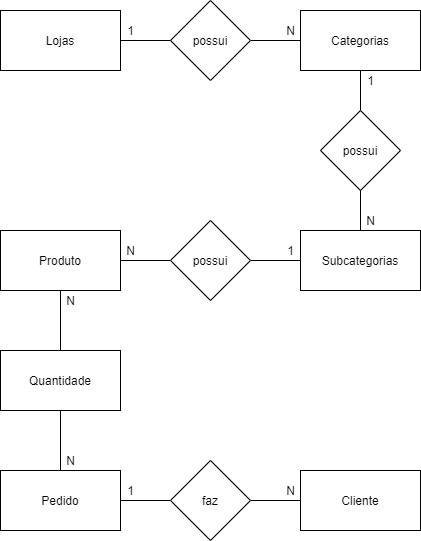 Lojas 1 possui N Categorias
1
possui
N
Produto N possui 1 Subcategorias
N
Quantidade
N
Pedido 1 faz N Cliente